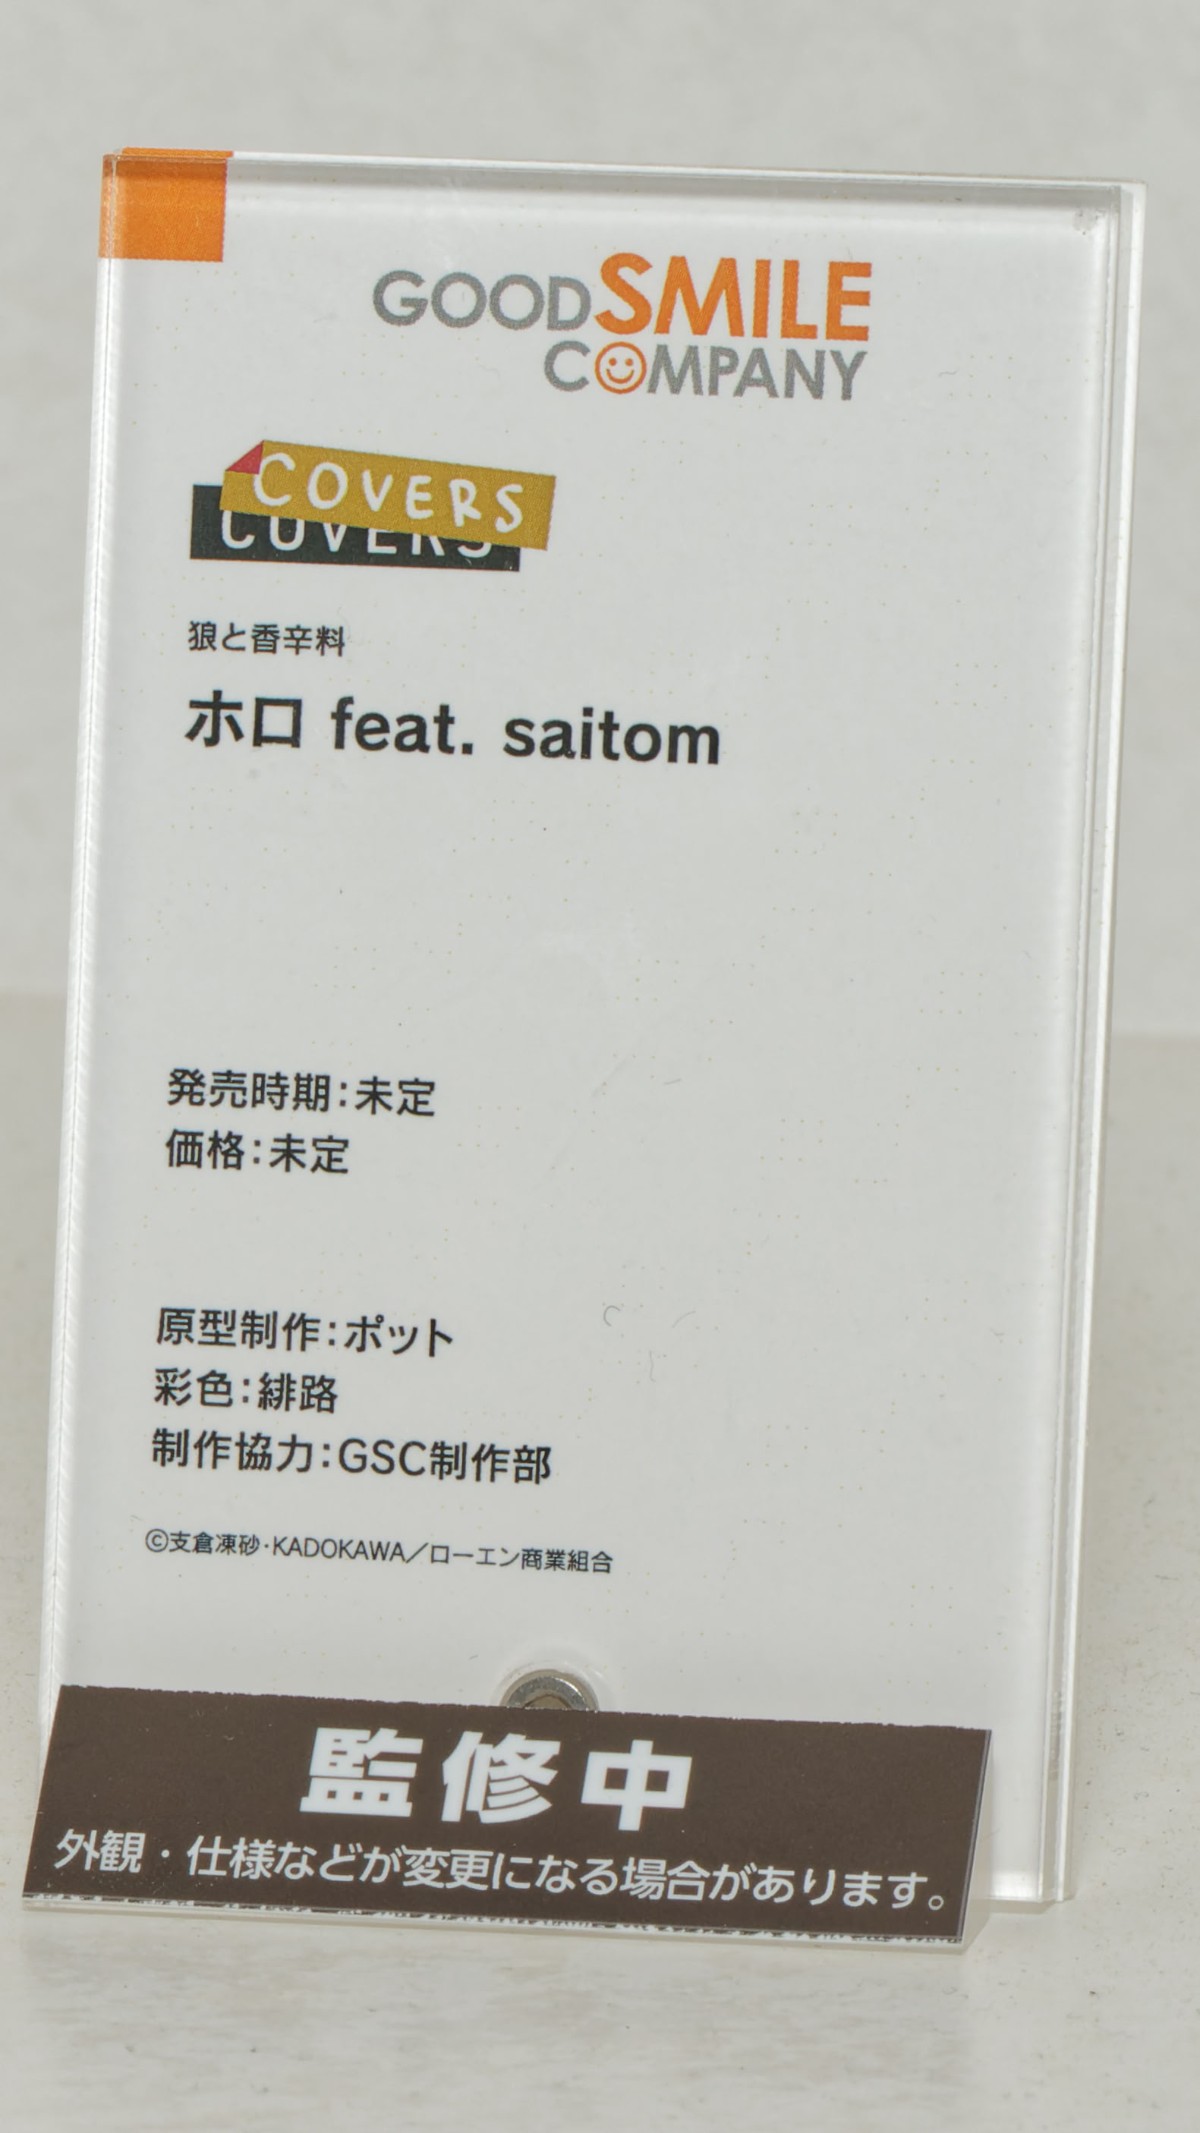 GOODSMILE
COMPANY
COVERS
COVERS
狼と香辛料
ホロ feat. saitom
発売時期：未定
価格：未定
原型制作：ポット
彩色：緋路
制作協力：GSC制作部
©支倉凍砂・KADOKAWA／ローエン商業組合
監修中
外観・仕様などが変更になる場合があります。